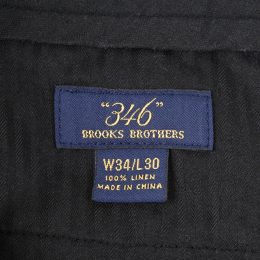 "346"
BROOKS BROTHERS
W34/L30
100% LINEN
MADE IN CHINA